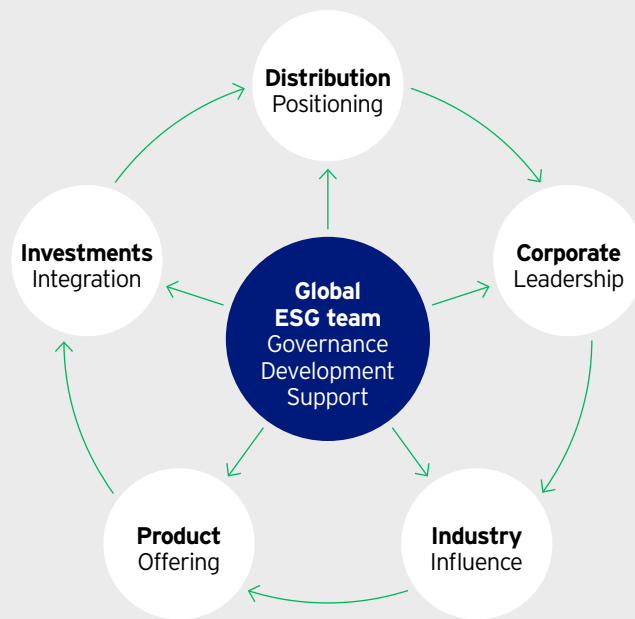 Distribution
Positioning
Investments
Integration
Corporate
Leadership
Global
ESG team
Governance
Development
Support
Product
Offering
Industry
Influence